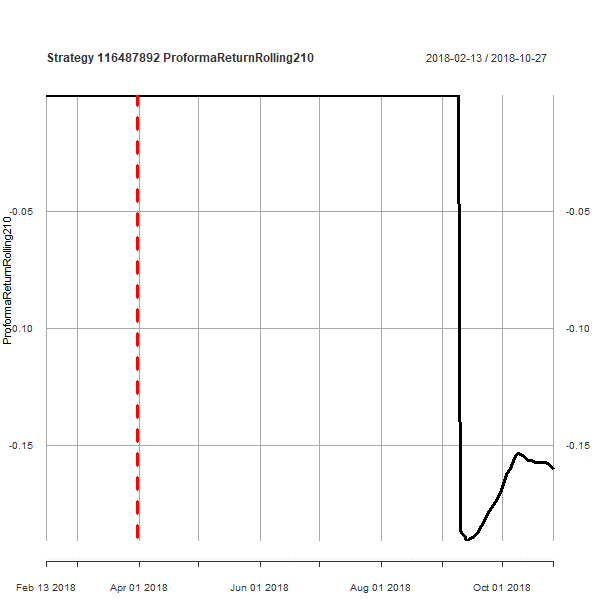 Strategy 116487892 ProformaReturnRolling210
2018-02-13 / 2018-10-27
ProformaReturnRolling210
-0.05
-0.05
-0.10
-0.10
-0.15
-0.15
Feb 13 2018
Apr 01 2018
Jun 01 2018
Aug 01 2018
Oct 01 2018